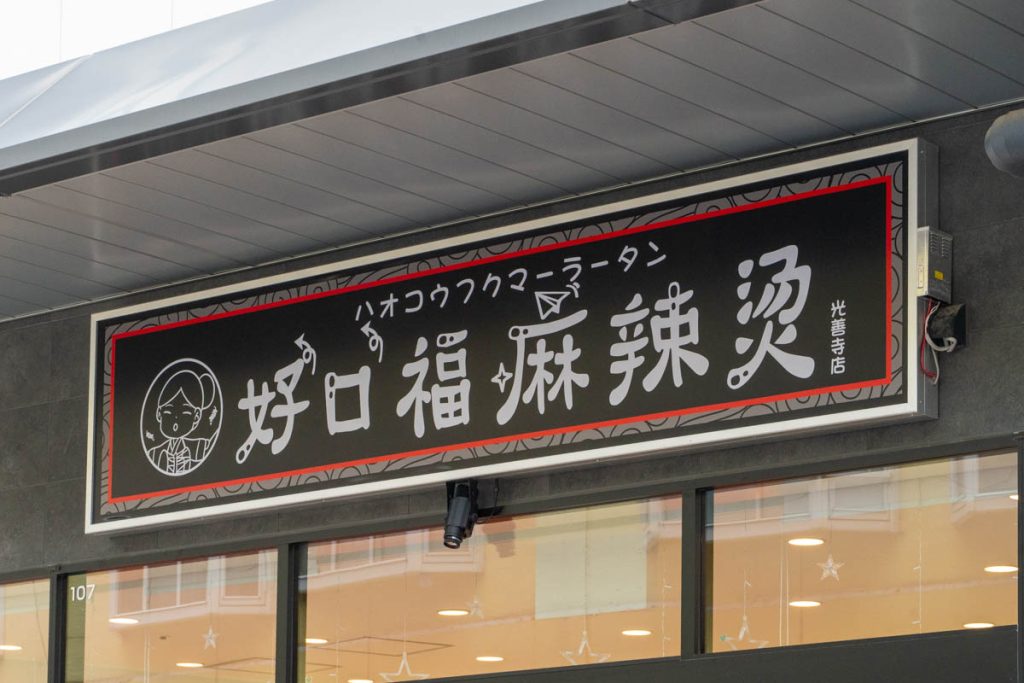 ハオコウフクマーラータン
好口福麻辣烫
光善寺店
107